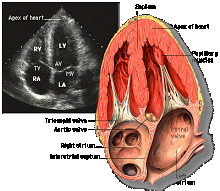 Apex of heart
RV
LV
AV
TV
MV
RA
LA
Septum
Apex of heart
Papillary
muscles
Tricuspid valve
Aortic valve
Right atrium
Interatrial septum
Mitral
valve
Left
atrium